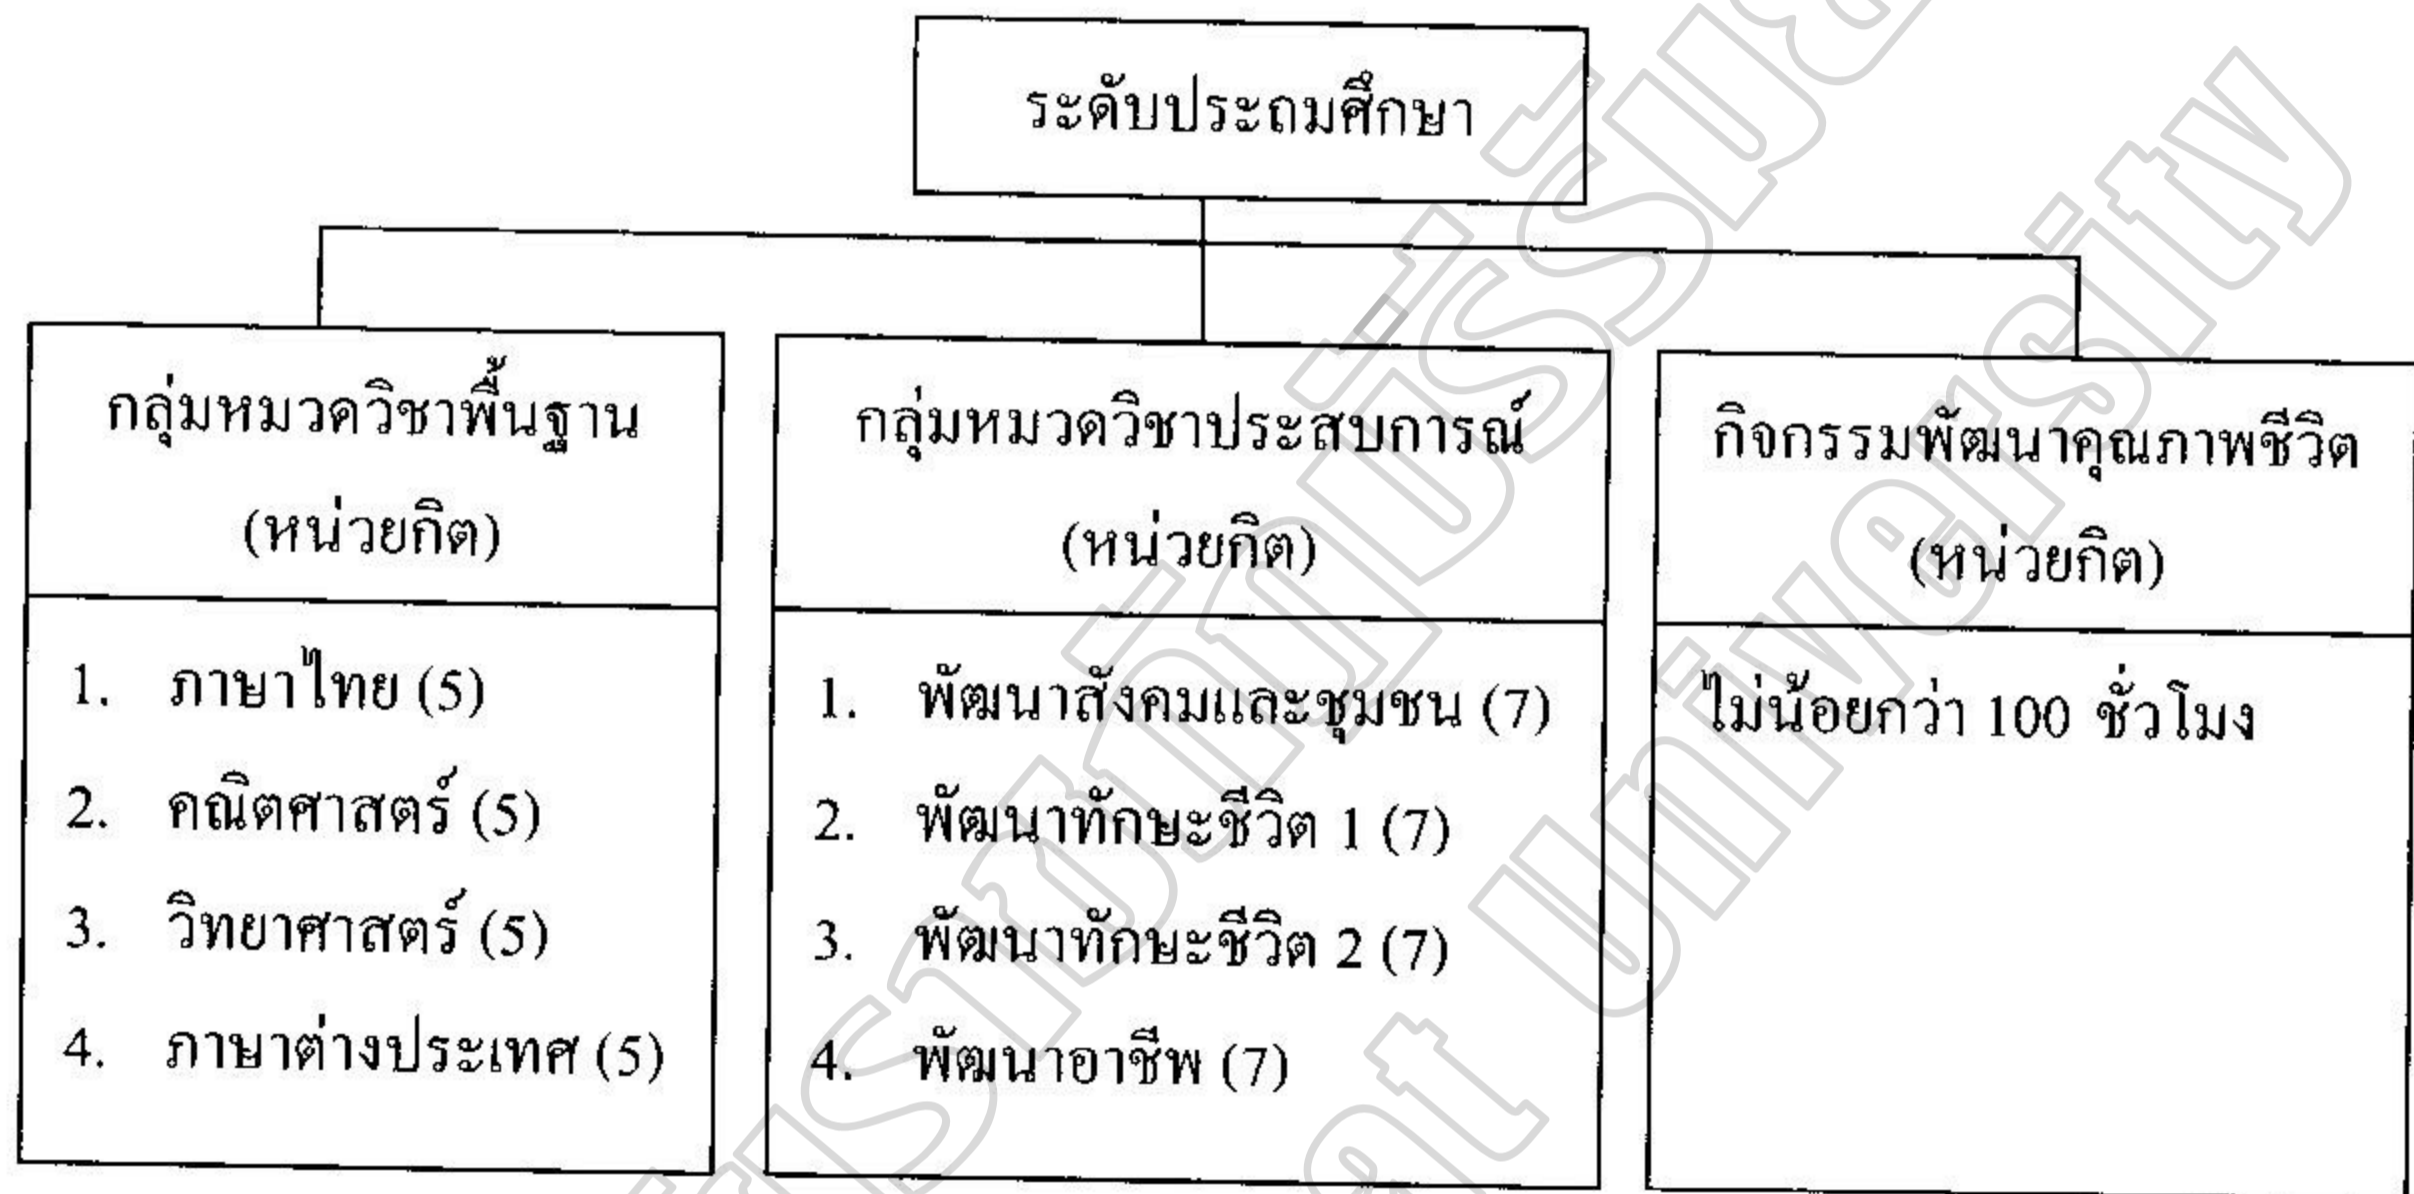 ระดับประถมศึกษา
กลุ่มหมวดวิชาพื้นฐาน
(หน่วยกิต)
1. ภาษาไทย (5)
2. คณิตศาสตร์ (5)
3. วิทยาศาสตร์ (5)
4. ภาษาต่างประเทศ (5)
กลุ่มหมวดวิชาประสบการณ์
(หน่วยกิต)
1. พัฒนาสังคมและชุมชน (7)
2. พัฒนาทักษะชีวิต 1 (7)
3. พัฒนาทักษะชีวิต 2 (7)
4. พัฒนาอาชีพ (7)
กิจกรรมพัฒนาคุณภาพชีวิต
(หน่วยกิต)
ไม่น้อยกว่า 100 ชั่วโมง
University